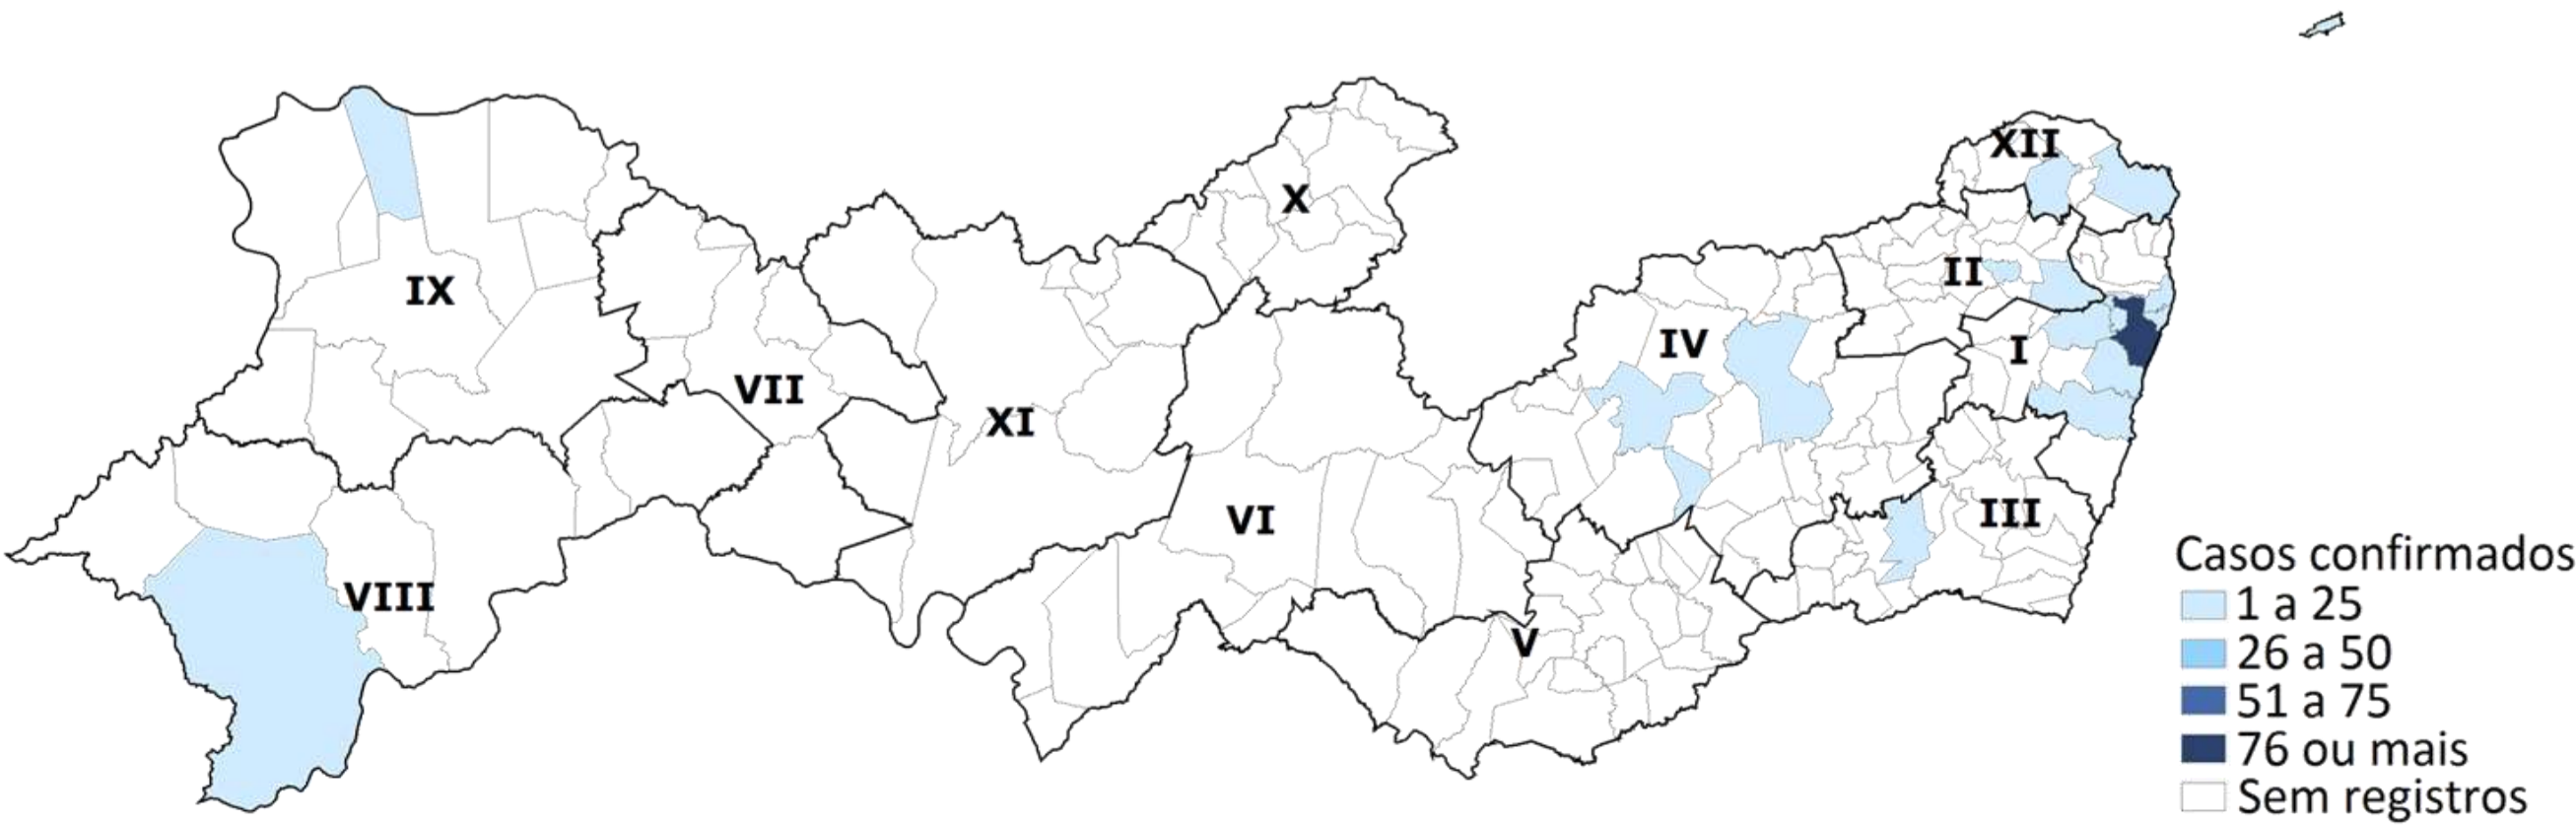 XII
X
II
IX
IV
I
VII
XI
III
VI
VIII
V
Casos confirmados
1 a 25
26 a 50
51 a 75
76 ou mais
Sem registros